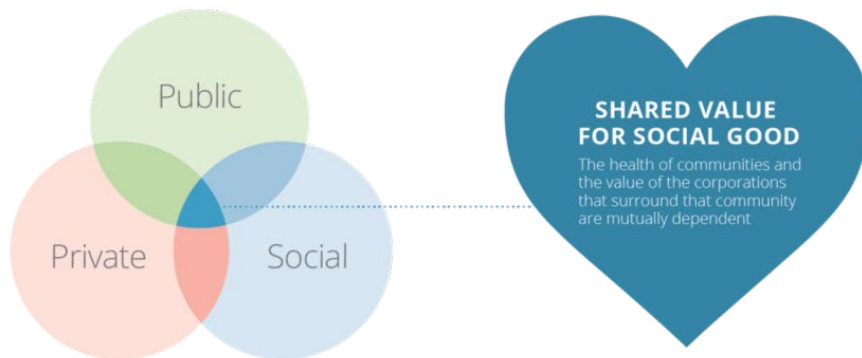 Public
Private
Social
SHARED VALUE
FOR SOCIAL GOOD
The health of communities and
the value of the corporations
that surround that community
are mutually dependent